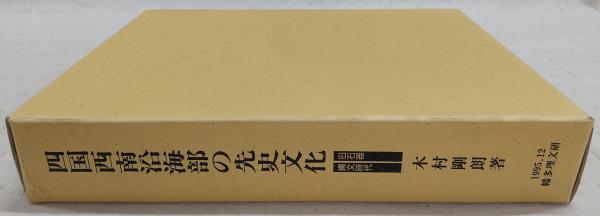 四国西南沿海部の先史文化
旧石器
縄文時代
木村剛朗著
1995.12
幡多埋文研